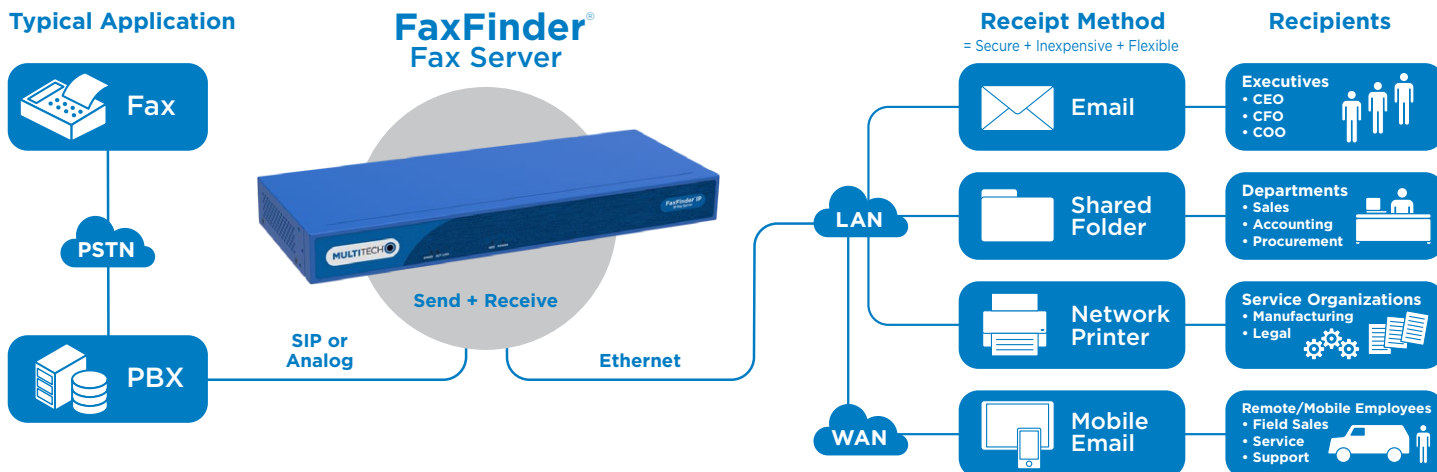 Typical Application
FaxFinder®
Fax Server
Receipt Method
= Secure + Inexpensive + Flexible
Recipients
Fax
PSTN
PBX
SIP or
Analog
MULTITECH
FaxFinder IP
Send + Receive
Ethernet
LAN
WAN
Email
Shared
Folder
Network
Printer
Mobile
Email
Executives
• CEO
• CFO
• COO
Departments
• Sales
• Accounting
• Procurement
Service Organizations
• Manufacturing
• Legal
Remote/Mobile Employees
• Field Sales
• Service
• Support